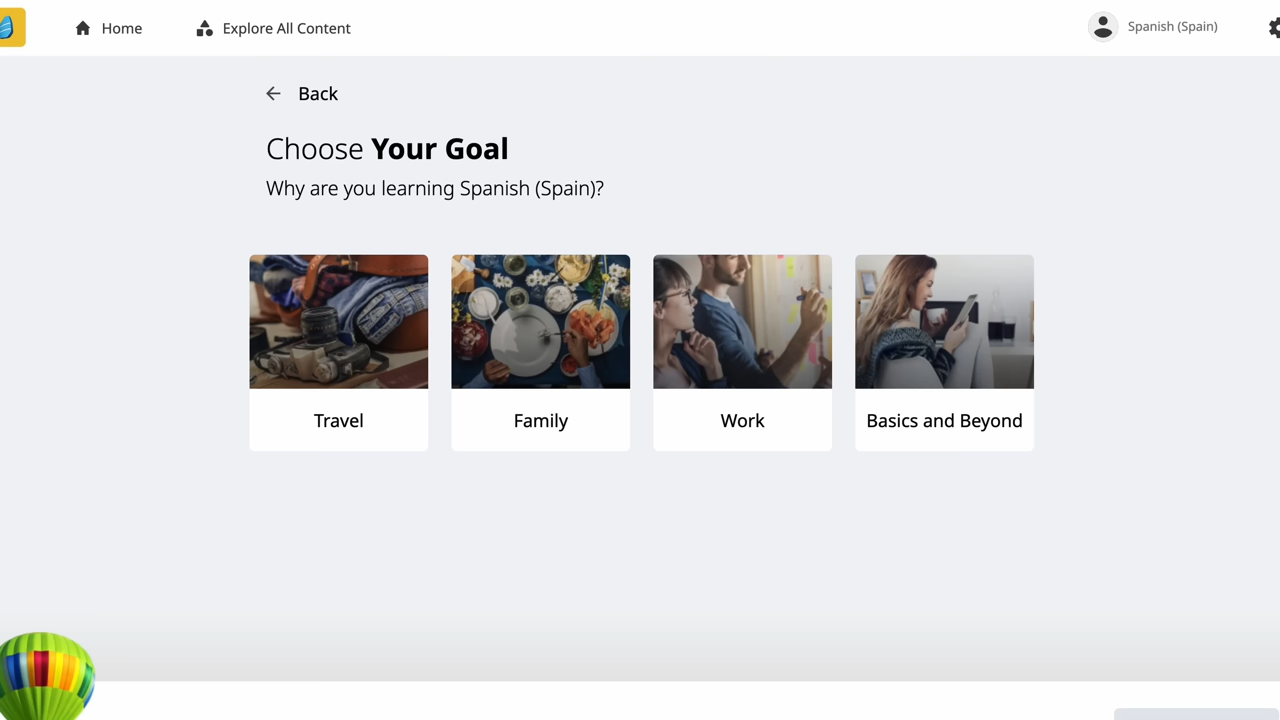 Home
Explore All Content
Spanish (Spain)
Back
Choose Your Goal
Why are you learning Spanish (Spain)?
Travel
Family
Work
Basics and Beyond